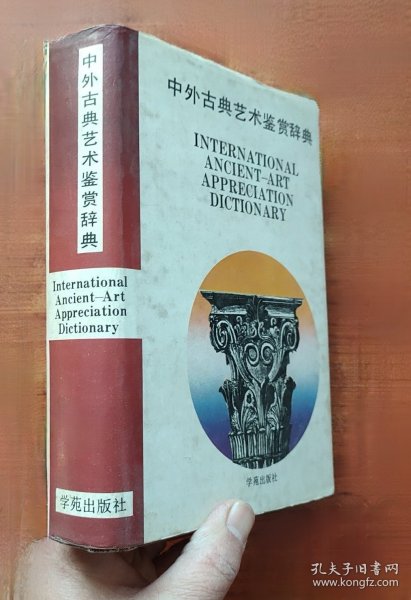 中外古典艺术鉴赏辞典
International
Ancient-Art
Appreciation
Dictionary
学苑出版社
中外古典艺术鉴赏辞典
INTERNATIONAL
ANCIENT-ART
APPRECIATION
DICTIONARY
学苑出版社
孔夫子旧书网
www.kongfz.com